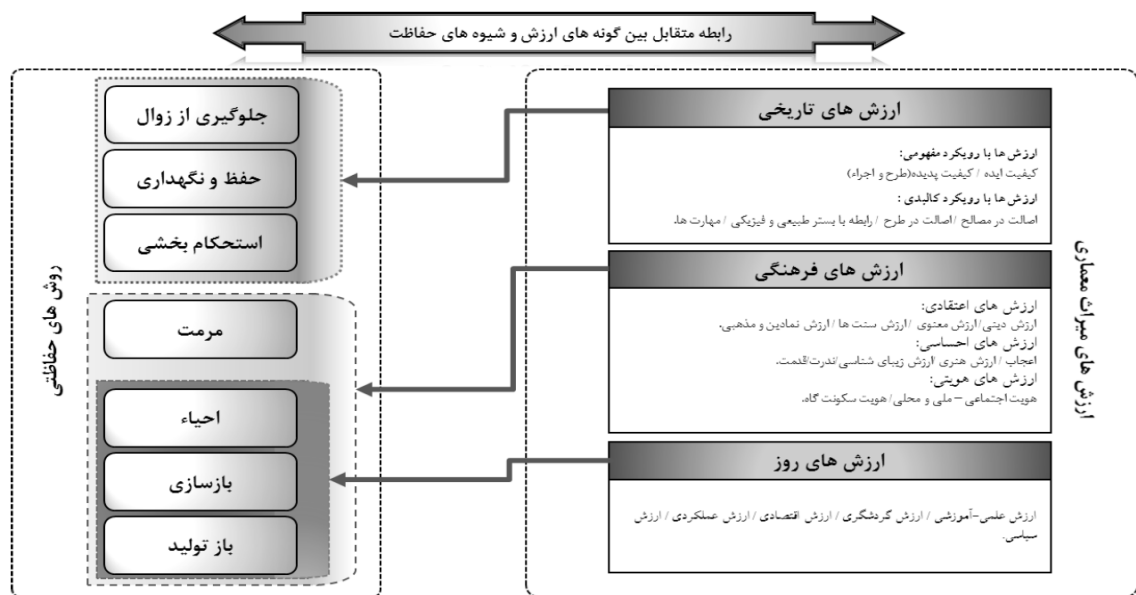 رابطه متقابل بین گونه های ارزش و شیوه های حفاظت
ارزش های میراث معماری
ارزش های تاریخی
ارزش ها با رویکرد مفهومی:
کیفیت ایده / کیفیت پدیده(طرح و اجراء)
ارزش ها با رویکرد کالبدی :
اصالت در مصالح / اصالت در طرح / رابطه با بستر طبیعی و فیزیکی / مهارت ها.
ارزش های فرهنگی
ارزش های اعتقادی:
ارزش دینی/ ارزش معنوی / ارزش سنت ها / ارزش نمادین و مذهبی.
ارزش های احساسی:
اعجاب / ارزش هنری /ارزش زیبای شناسی/ندرت/قدمت.
ارزش های هویتی:
هویت اجتماعی – ملی و محلی/ هویت سکونت گاه.
ارزش های روز
ارزش علمی-آموزشی / ارزش گردشگری / ارزش اقتصادی / ارزش عملکردی / ارزش
سیاسی.
روش های حفاظتی
جلوگیری از زوال
حفظ و نگهداری
استحکام بخشی
مرمت
احیاء
بازسازی
باز تولید